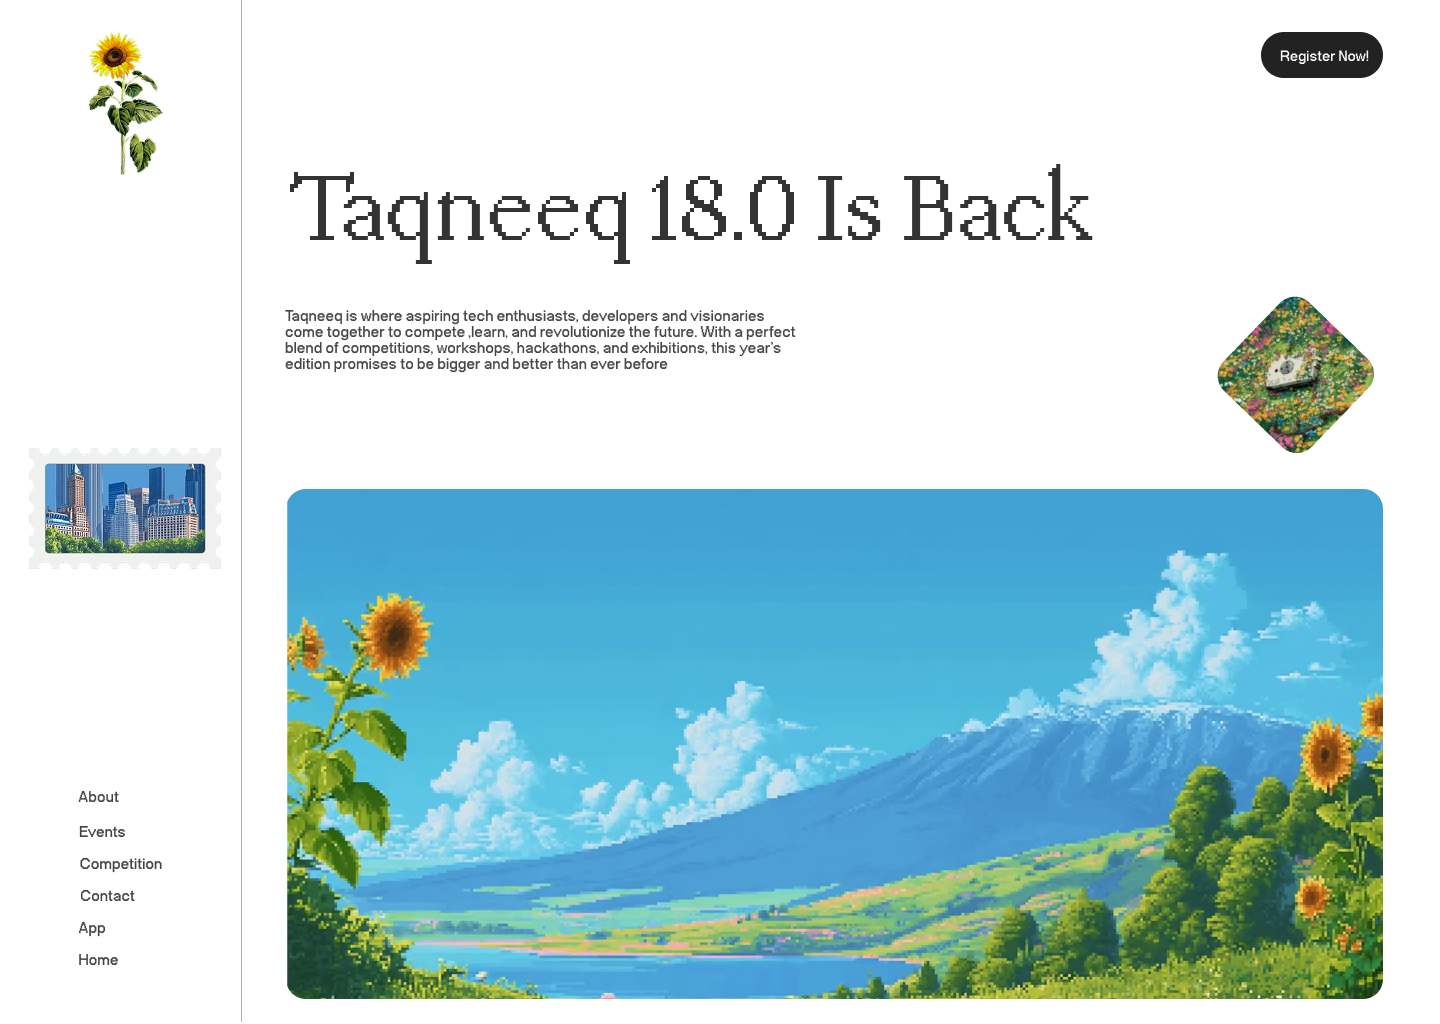 Register Now!
Taqneeq 18.0 Is Back
Taqneeq is where aspiring tech enthusiasts, developers and visionaries
come together to compete ,learn, and revolutionize the future. With a perfect
blend of competitions, workshops, hackathons, and exhibitions, this year's
edition promises to be bigger and better than ever before
About
Events
Competition
Contact
App
Home